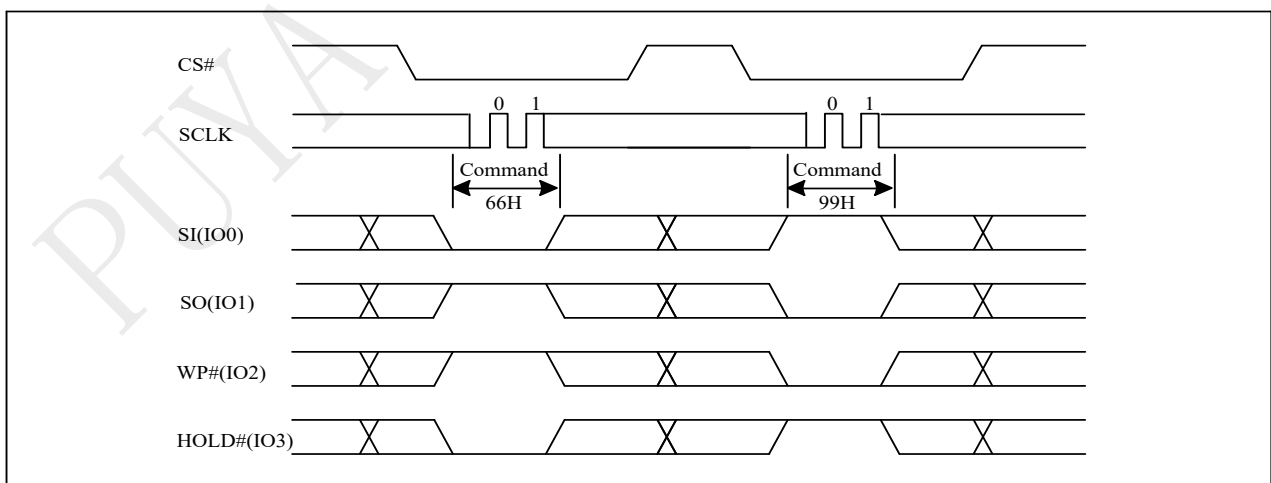 PUYA
CS#
0 1 0 1
SCLK
Command Command
66H 99H
SI(IO0)
SO(IO1)
WP#(IO2)
HOLD#(IO3)